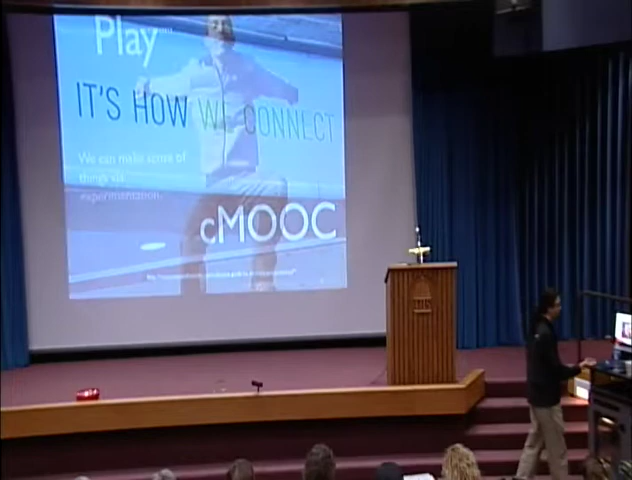 Play
IT'S HOW WE CONNECT
We can make sense of
things via
experimentation.
cMOOC